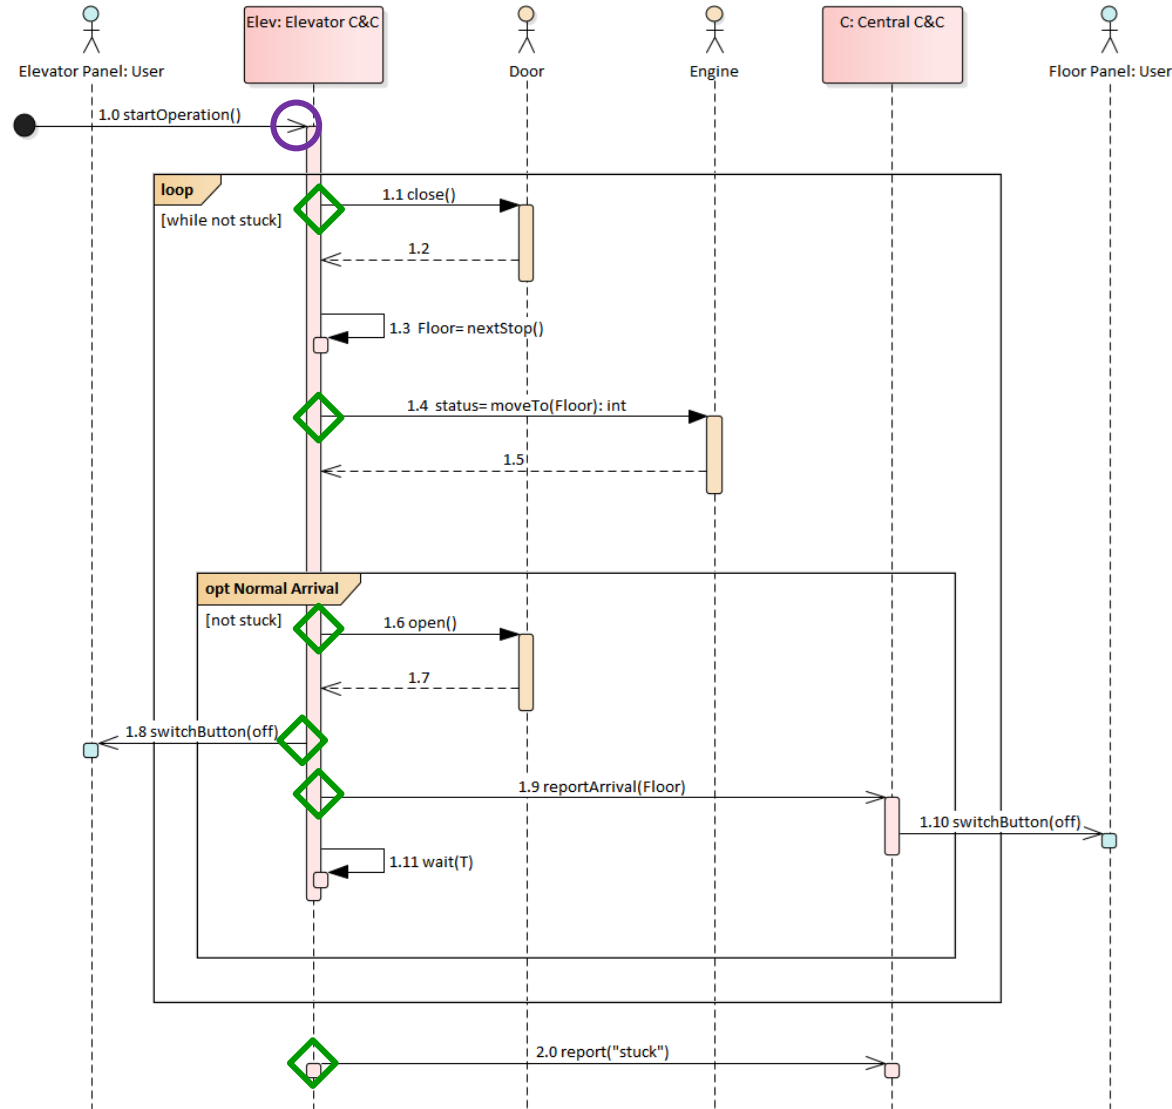 Elev: Elevator C&C
C: Central C&C
Elevator Panel: User
Door
Engine
Floor Panel: User
1.0 startOperation()
loop
[while not stuck]
1.1 close()
1.2
1.3  Floor= nextStop()
1.4  status= moveTo(Floor): int
1.5
opt Normal Arrival
[not stuck]
1.6 open()
1.7
1.8 switchButton(off)
1.9 reportArrival(Floor)
1.10 switchButton(off)
1.11 wait(T)
2.0 report("stuck")